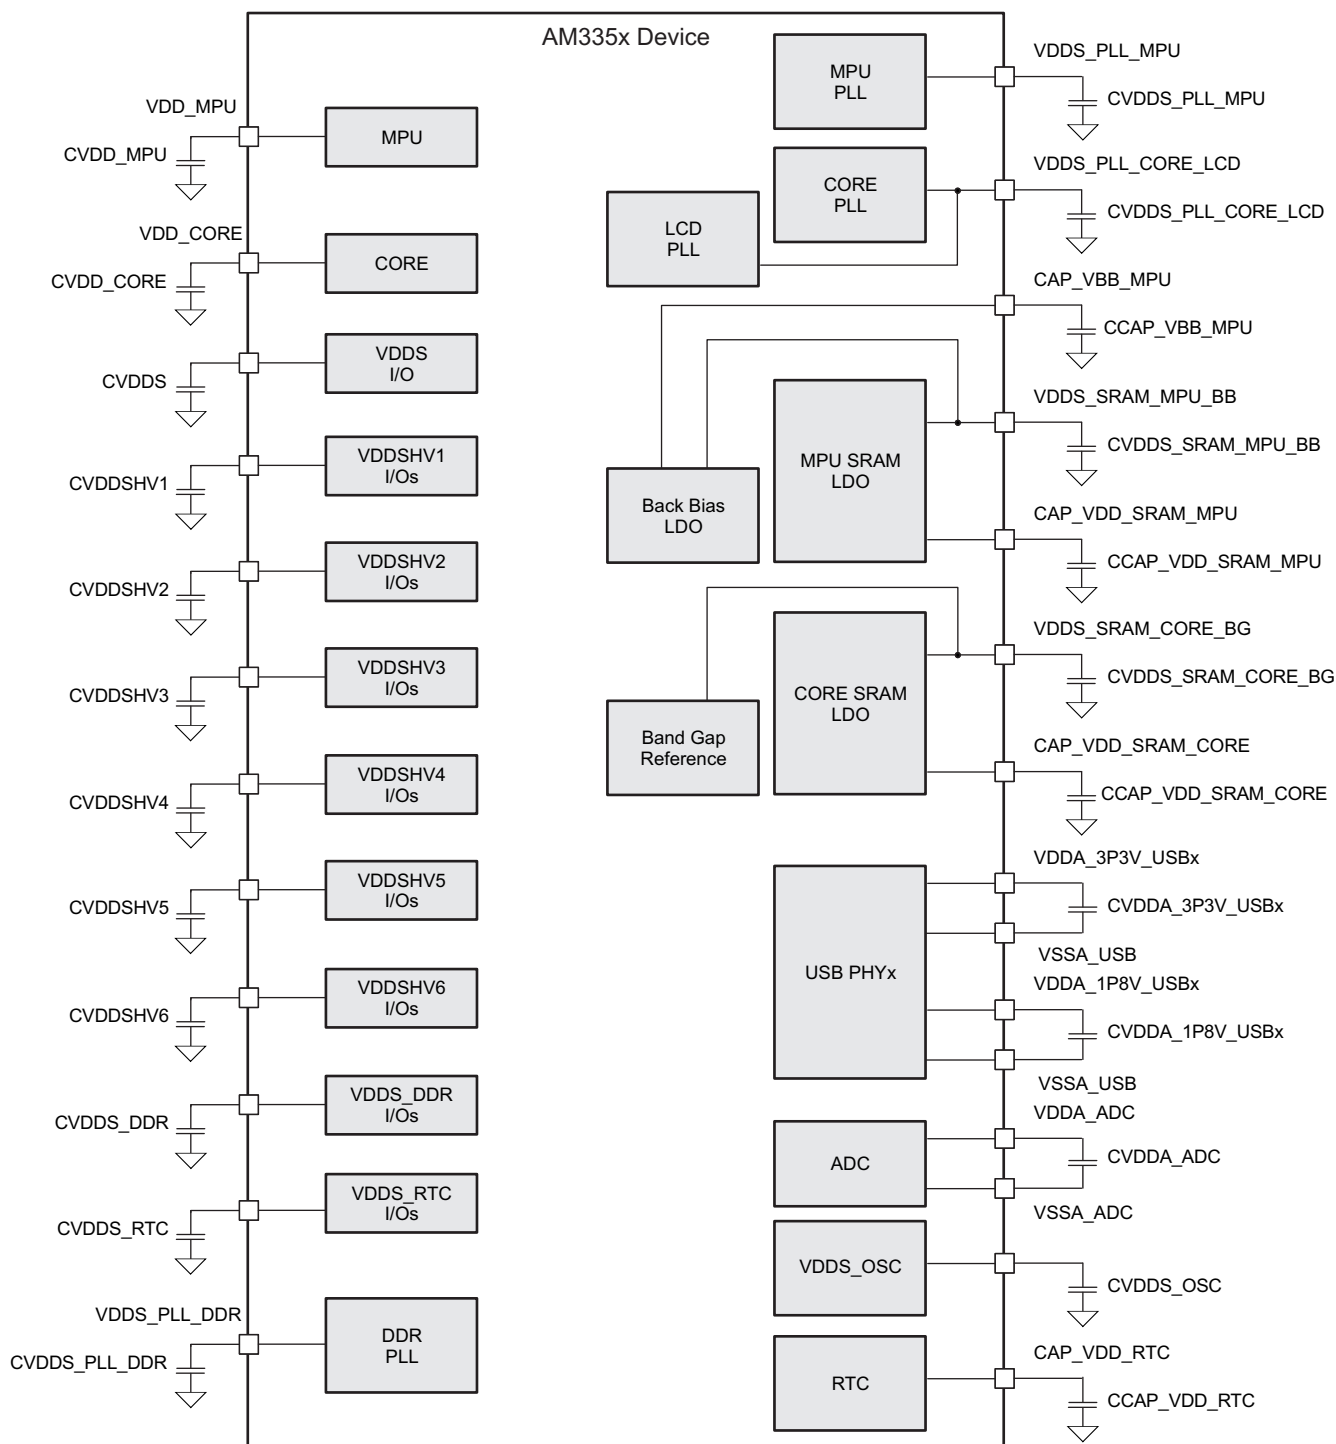 AM335x Device
VDD_MPU
CVDD_MPU
MPU
VDD_CORE
CVDD_CORE
CORE
CVDDS
VDDS
I/O
CVDDSHV1
VDDSHV1
I/Os
CVDDSHV2
VDDSHV2
I/Os
CVDDSHV3
VDDSHV3
I/Os
CVDDSHV4
VDDSHV4
I/Os
CVDDSHV5
VDDSHV5
I/Os
CVDDSHV6
VDDSHV6
I/Os
CVDDS_DDR
VDDS_DDR
I/Os
CVDDS_RTC
VDDS_RTC
I/Os
VDDS_PLL_DDR
CVDDS_PLL_DDR
DDR
PLL
MPU
PLL
VDDS_PLL_MPU
CVDDS_PLL_MPU
CORE
PLL
LCD
PLL
VDDS_PLL_CORE_LCD
CVDDS_PLL_CORE_LCD
CAP_VBB_MPU
CCAP_VBB_MPU
MPU SRAM
LDO
Back Bias
LDO
VDDS_SRAM_MPU_BB
CVDDS_SRAM_MPU_BB
CAP_VDD_SRAM_MPU
CCAP_VDD_SRAM_MPU
CORE SRAM
LDO
Band Gap
Reference
VDDS_SRAM_CORE_BG
CVDDS_SRAM_CORE_BG
CAP_VDD_SRAM_CORE
CCAP_VDD_SRAM_CORE
USB PHYx
VDDA_3P3V_USBx
CVDDA_3P3V_USBx
VSSA_USB
VDDA_1P8V_USBx
CVDDA_1P8V_USBx
VSSA_USB
ADC
VDDA_ADC
CVDDA_ADC
VSSA_ADC
VDDS_OSC
CVDDS_OSC
RTC
CAP_VDD_RTC
CCAP_VDD_RTC